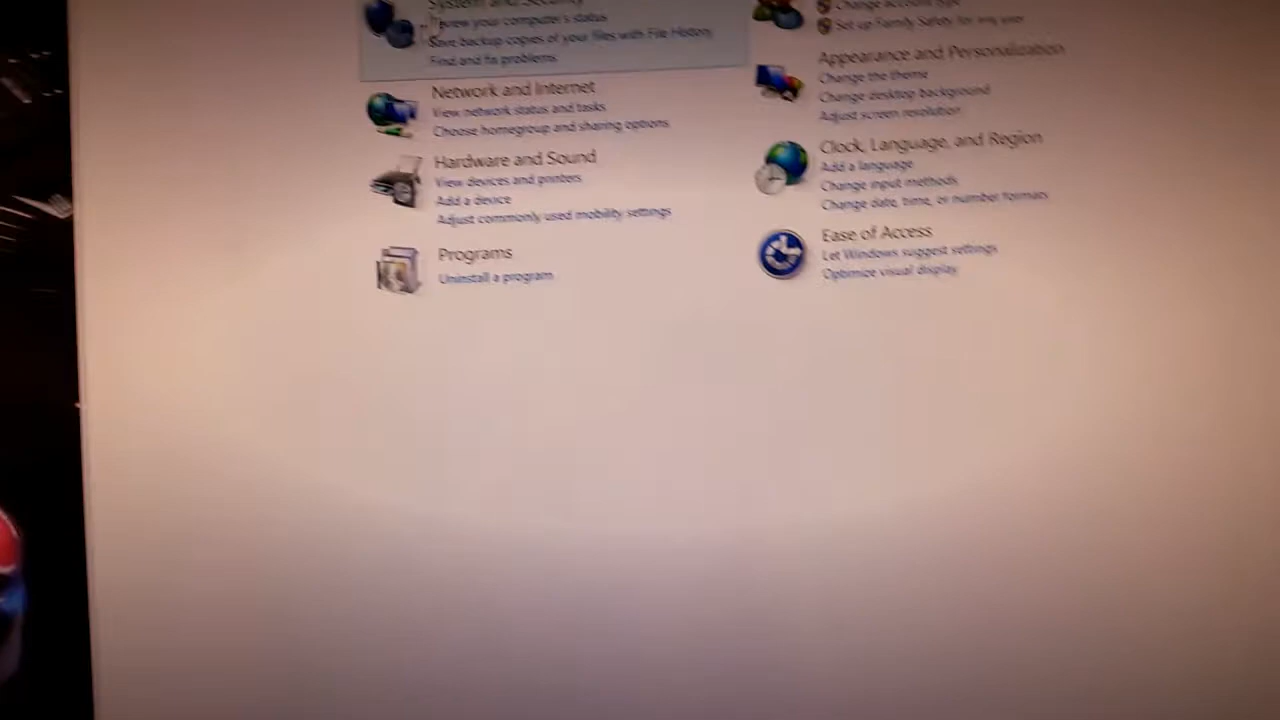 System and Security
Review your computer's status
Save backup copies of your files with File History
Find and fix problems
Network and Internet
View network status and tasks
Choose homegroup and sharing options
Hardware and Sound
View devices and printers
Add a device
Adjust commonly used mobility settings
Programs
Uninstall a program
Change account type
Set up Family Safety for any user
Appearance and Personalization
Change the theme
Change desktop background
Adjust screen resolution
Clock, Language, and Region
Add a language
Change input methods
Change date, time, or number formats
Ease of Access
Let Windows suggest settings
Optimize visual display